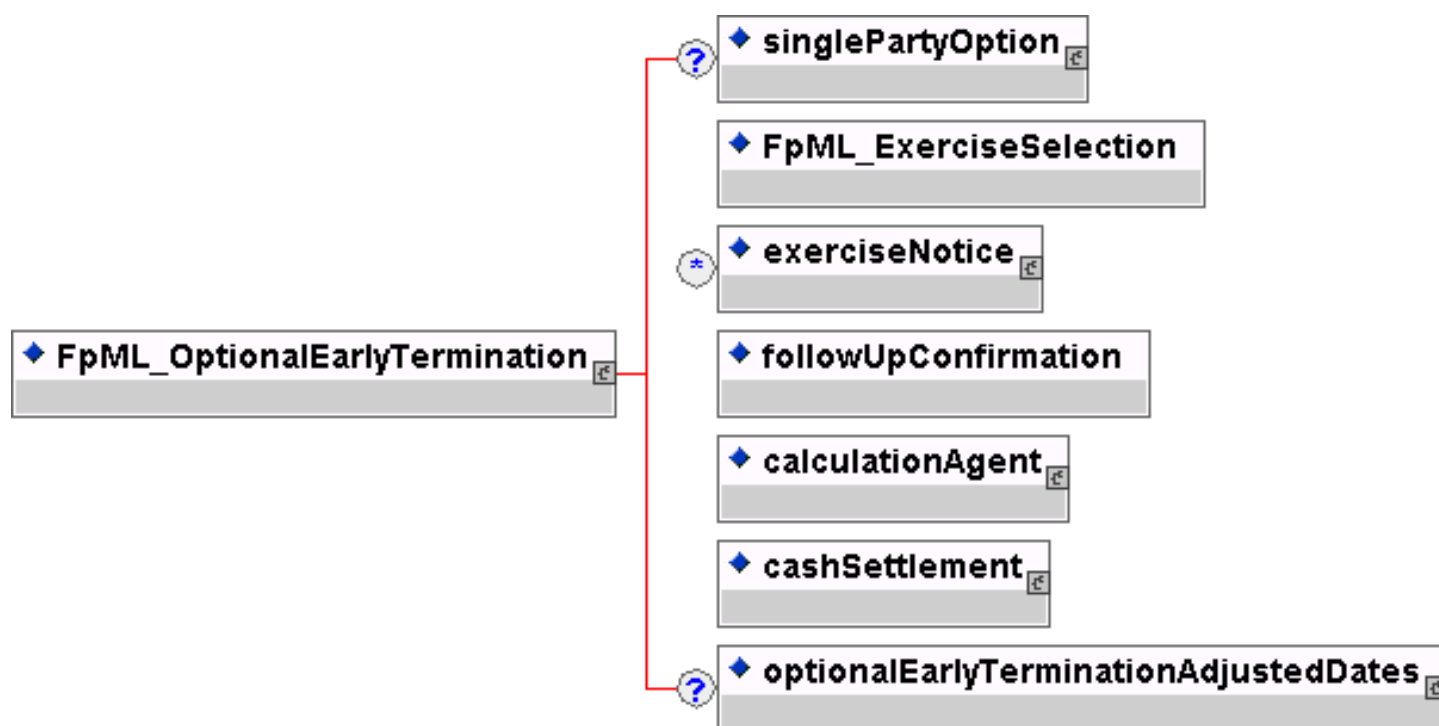 ? singlePartyOption
FpML_ExerciseSelection
* exerciseNotice
FpML_OptionalEarlyTermination
followUpConfirmation
calculationAgent
cashSettlement
? optionalEarlyTerminationAdjustedDates